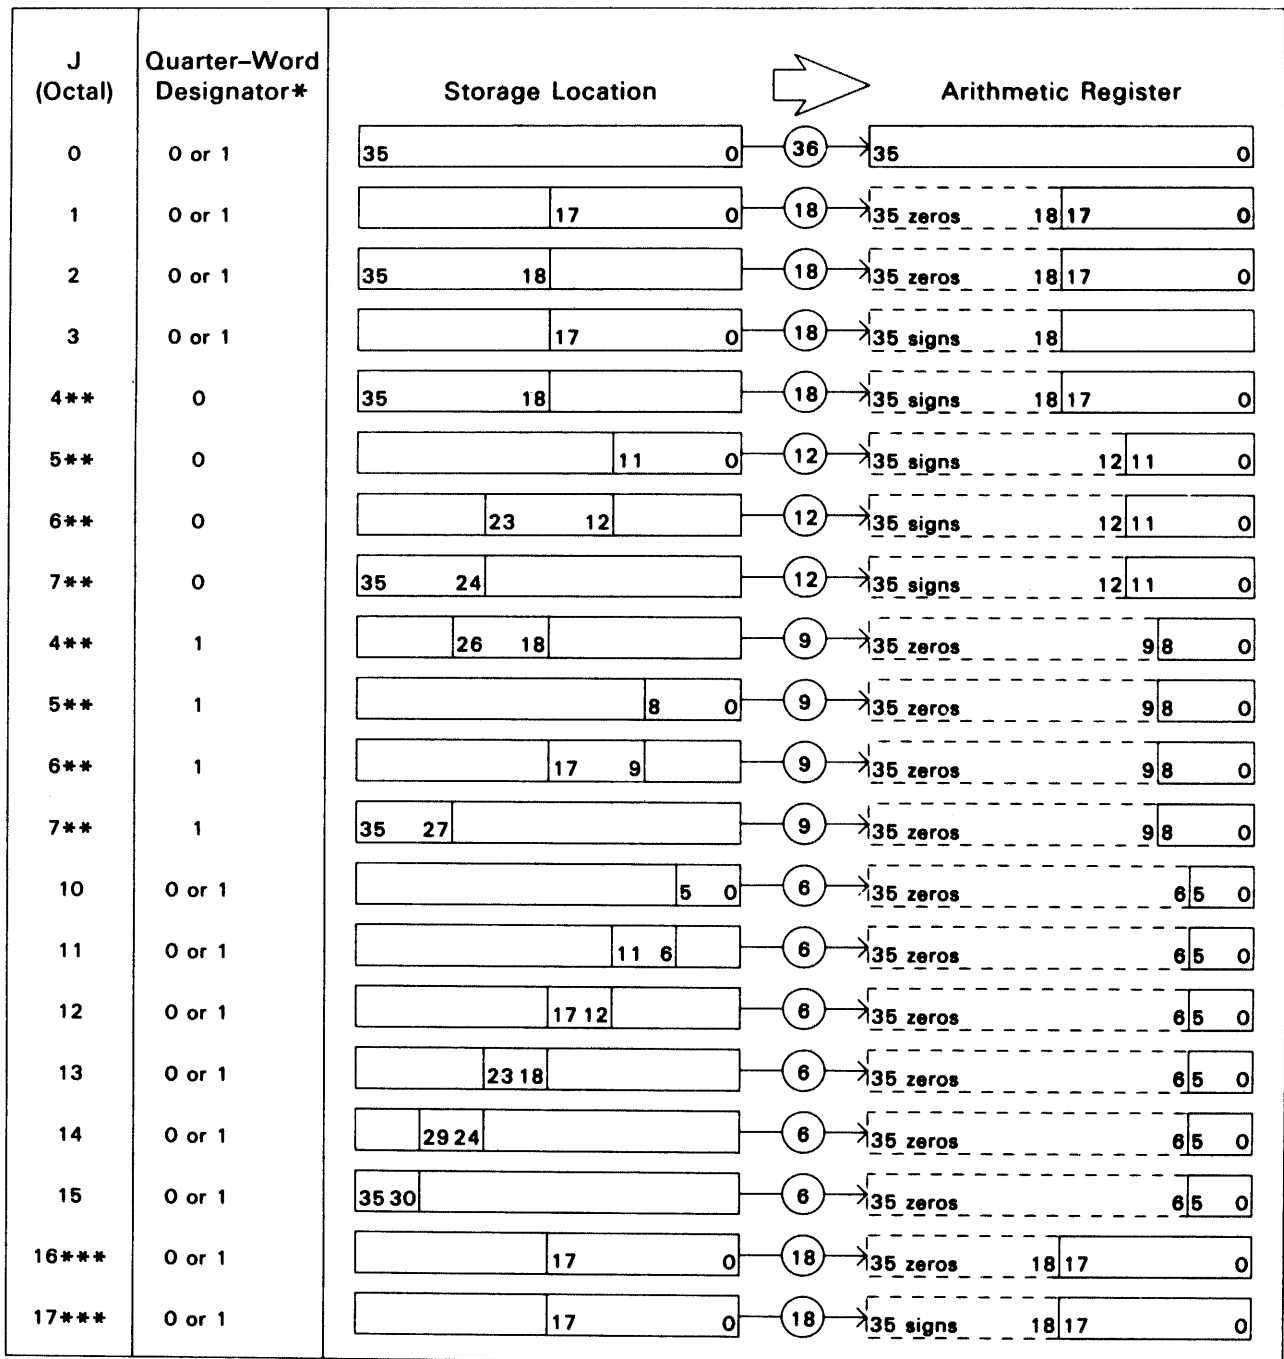 J Quarter–Word
(Octal) Designator* Storage Location Arithmetic Register
0 0 or 1 35 0 36 35 0
1 0 or 1 17 0 18 35 zeros 18 17 0
2 0 or 1 35 18 18 35 zeros 18 17 0
3 0 or 1 17 0 18 35 signs 18
4** 0 35 18 18 35 signs 18 17 0
5** 0 11 0 12 35 signs 12 11 0
6** 0 23 12 12 35 signs 12 11 0
7** 0 35 24 12 35 signs 12 11 0
4** 1 26 18 9 35 zeros 9 8 0
5** 1 8 0 9 35 zeros 9 8 0
6** 1 17 9 9 35 zeros 9 8 0
7** 1 35 27 9 35 zeros 9 8 0
10 0 or 1 5 0 6 35 zeros 6 5 0
11 0 or 1 11 6 6 35 zeros 6 5 0
12 0 or 1 17 12 6 35 zeros 6 5 0
13 0 or 1 23 18 6 35 zeros 6 5 0
14 0 or 1 29 24 6 35 zeros 6 5 0
15 0 or 1 35 30 6 35 zeros 6 5 0
16*** 0 or 1 17 0 18 35 zeros 18 17 0
17*** 0 or 1 17 0 18 35 signs 18 17 0